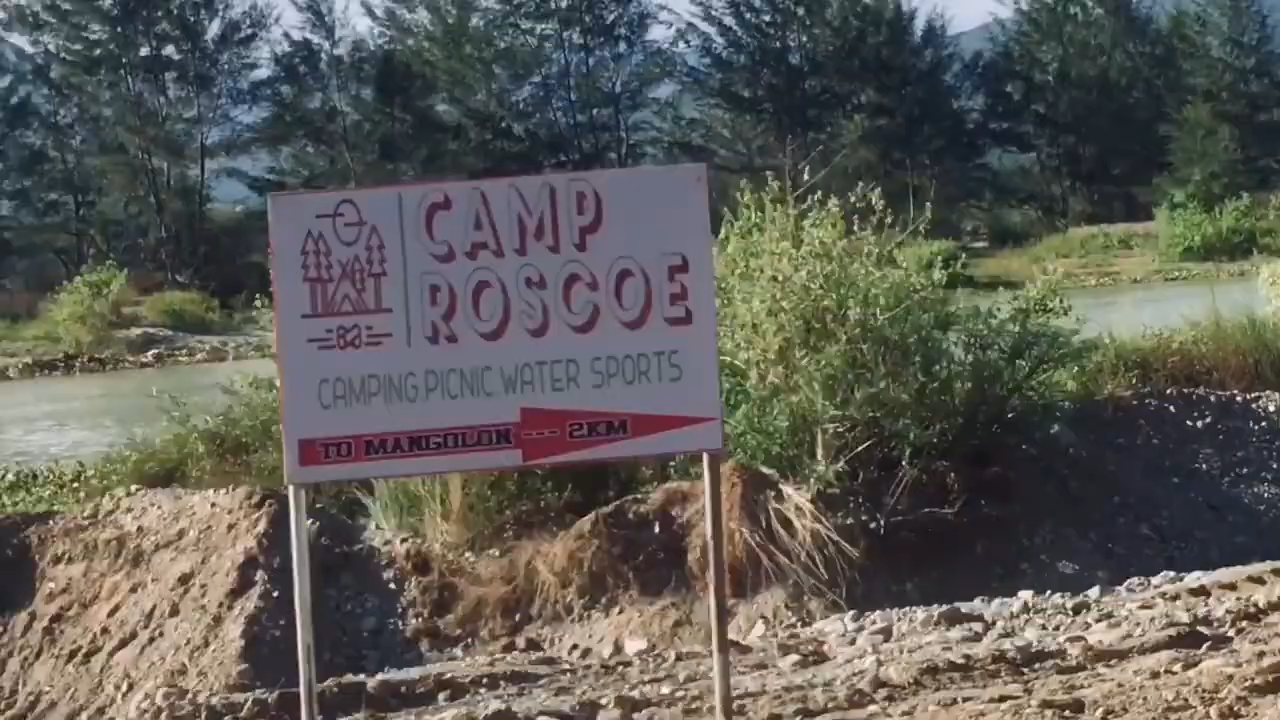 CAMP
ROSCOE
CAMPING.PICNIC.WATER SPORTS
TO MANGOLON --- 2KM